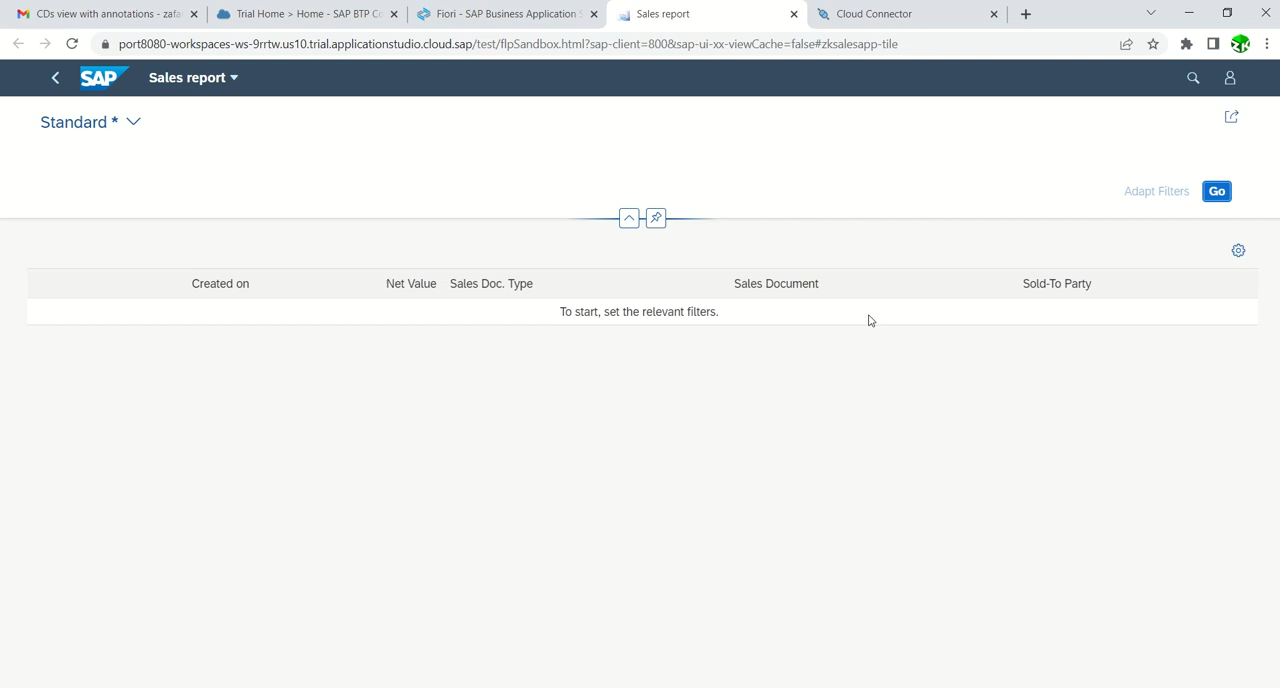 CDs view with annotations - zafa
Trial Home > Home - SAP BTP Co
Fiori - SAP Business Application S
Sales report
Cloud Connector
port8080-workspaces-ws-9rrtw.us10.trial.applicationstudio.cloud.sap/test/flpSandbox.html?sap-client=800&sap-ui-xx-viewCache=false#zksalesapp-tile
SAP
Sales report
Standard *
Adapt Filters
Go
Created on
Net Value
Sales Doc. Type
Sales Document
Sold-To Party
To start, set the relevant filters.